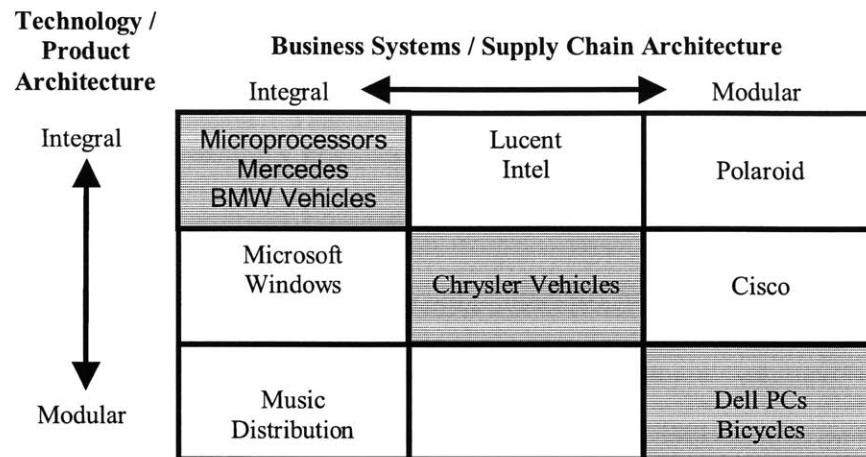 Technology /
Product
Architecture
Business Systems / Supply Chain Architecture
Integral
Modular
Integral
Microprocessors
Mercedes
BMW Vehicles
Lucent
Intel
Polaroid
Microsoft
Windows
Chrysler Vehicles
Cisco
Modular
Music
Distribution
Dell PCs
Bicycles